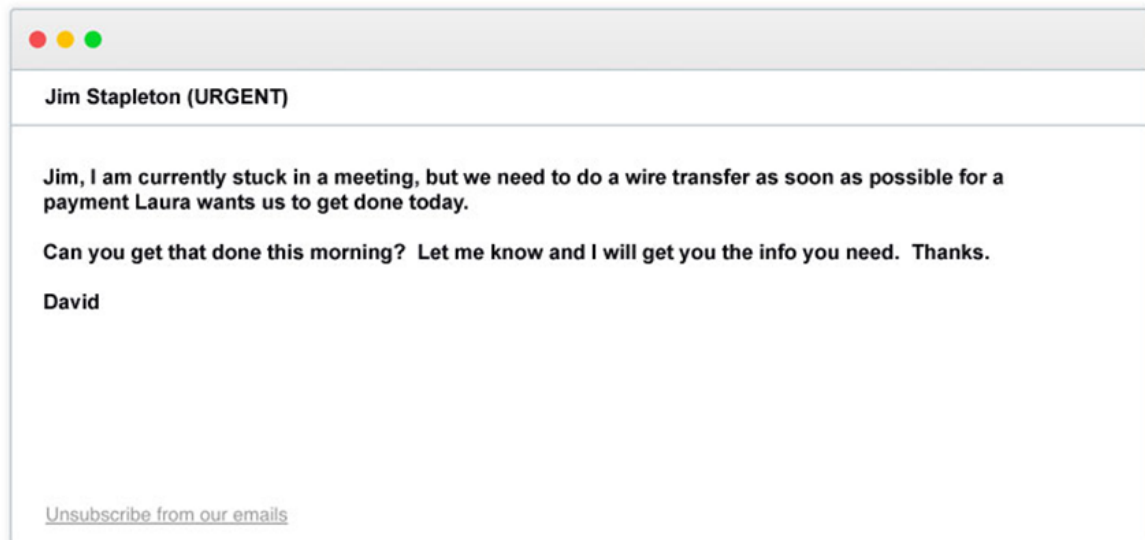 Jim Stapleton (URGENT)
Jim, I am currently stuck in a meeting, but we need to do a wire transfer as soon as possible for a
payment Laura wants us to get done today.
Can you get that done this morning?  Let me know and I will get you the info you need.  Thanks.
David
Unsubscribe from our emails